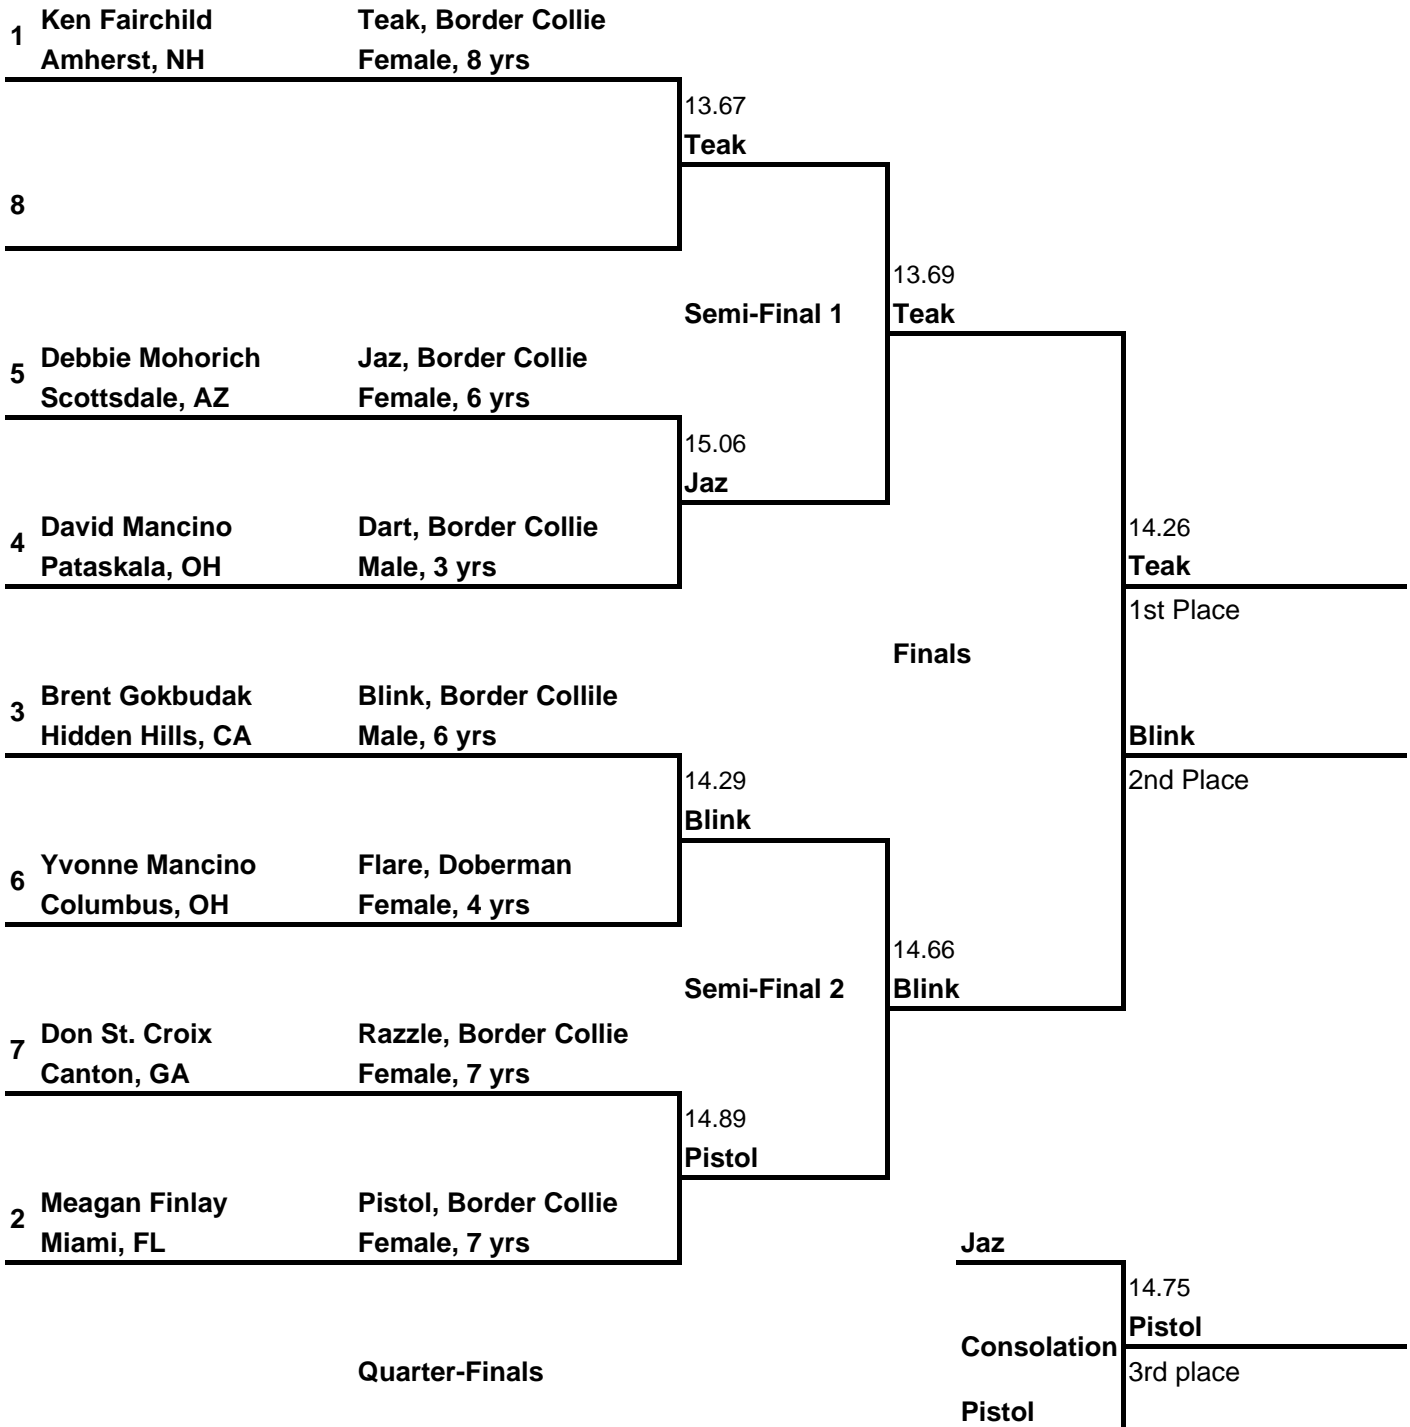 1
Ken Fairchild
Teak, Border Collie
Amherst, NH
Female, 8 yrs
13.67
Teak
8
13.69
Semi-Final 1
Teak
5
Debbie Mohorich
Jaz, Border Collie
Scottsdale, AZ
Female, 6 yrs
15.06
Jaz
4
David Mancino
Dart, Border Collie
Pataskala, OH
Male, 3 yrs
14.26
Teak
1st Place
Finals
3
Brent Gokbudak
Blink, Border Collile
Hidden Hills, CA
Male, 6 yrs
Blink
2nd Place
14.29
Blink
6
Yvonne Mancino
Flare, Doberman
Columbus, OH
Female, 4 yrs
14.66
Semi-Final 2
Blink
7
Don St. Croix
Razzle, Border Collie
Canton, GA
Female, 7 yrs
14.89
Pistol
2
Meagan Finlay
Pistol, Border Collie
Miami, FL
Female, 7 yrs
Jaz
14.75
Pistol
Consolation
3rd place
Quarter-Finals
Pistol